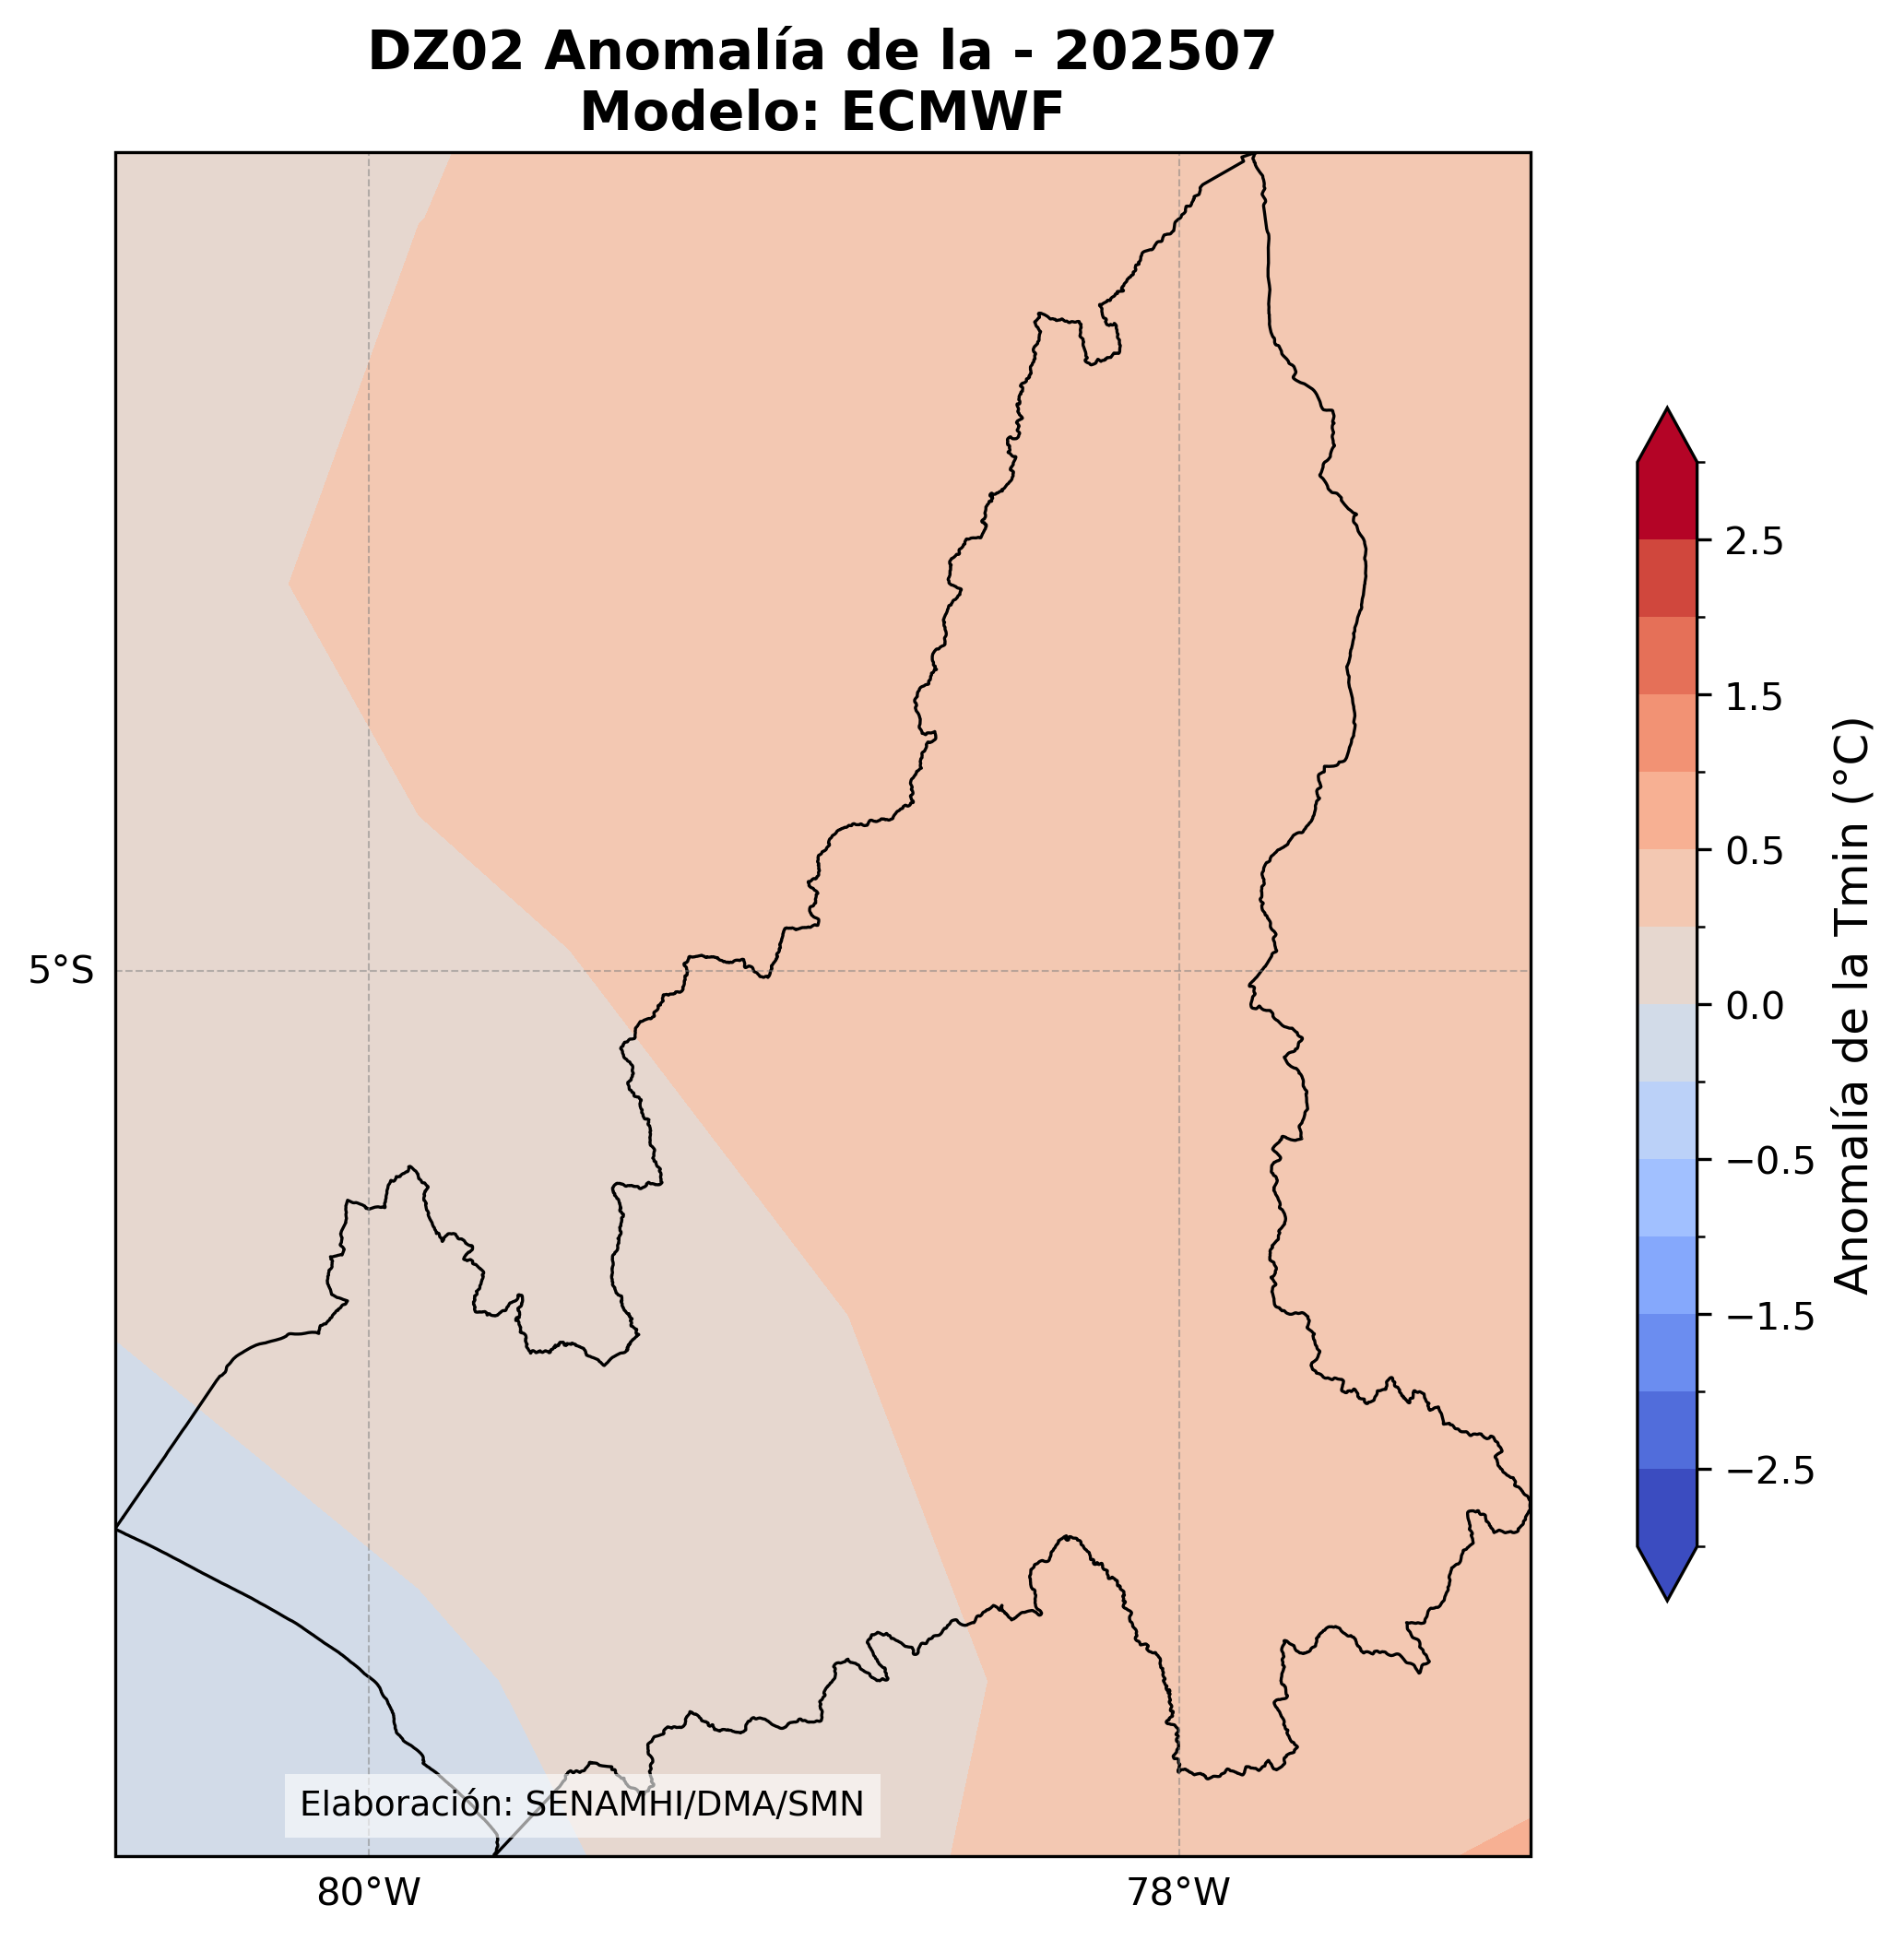 DZ02 Anomalía de la - 202507
Modelo: ECMWF
5°S
80°W
78°W
Elaboración: SENAMHI/DMA/SMN
2.5
1.5
0.5
0.0
−0.5
−1.5
−2.5
Anomalía de la Tmin (°C)